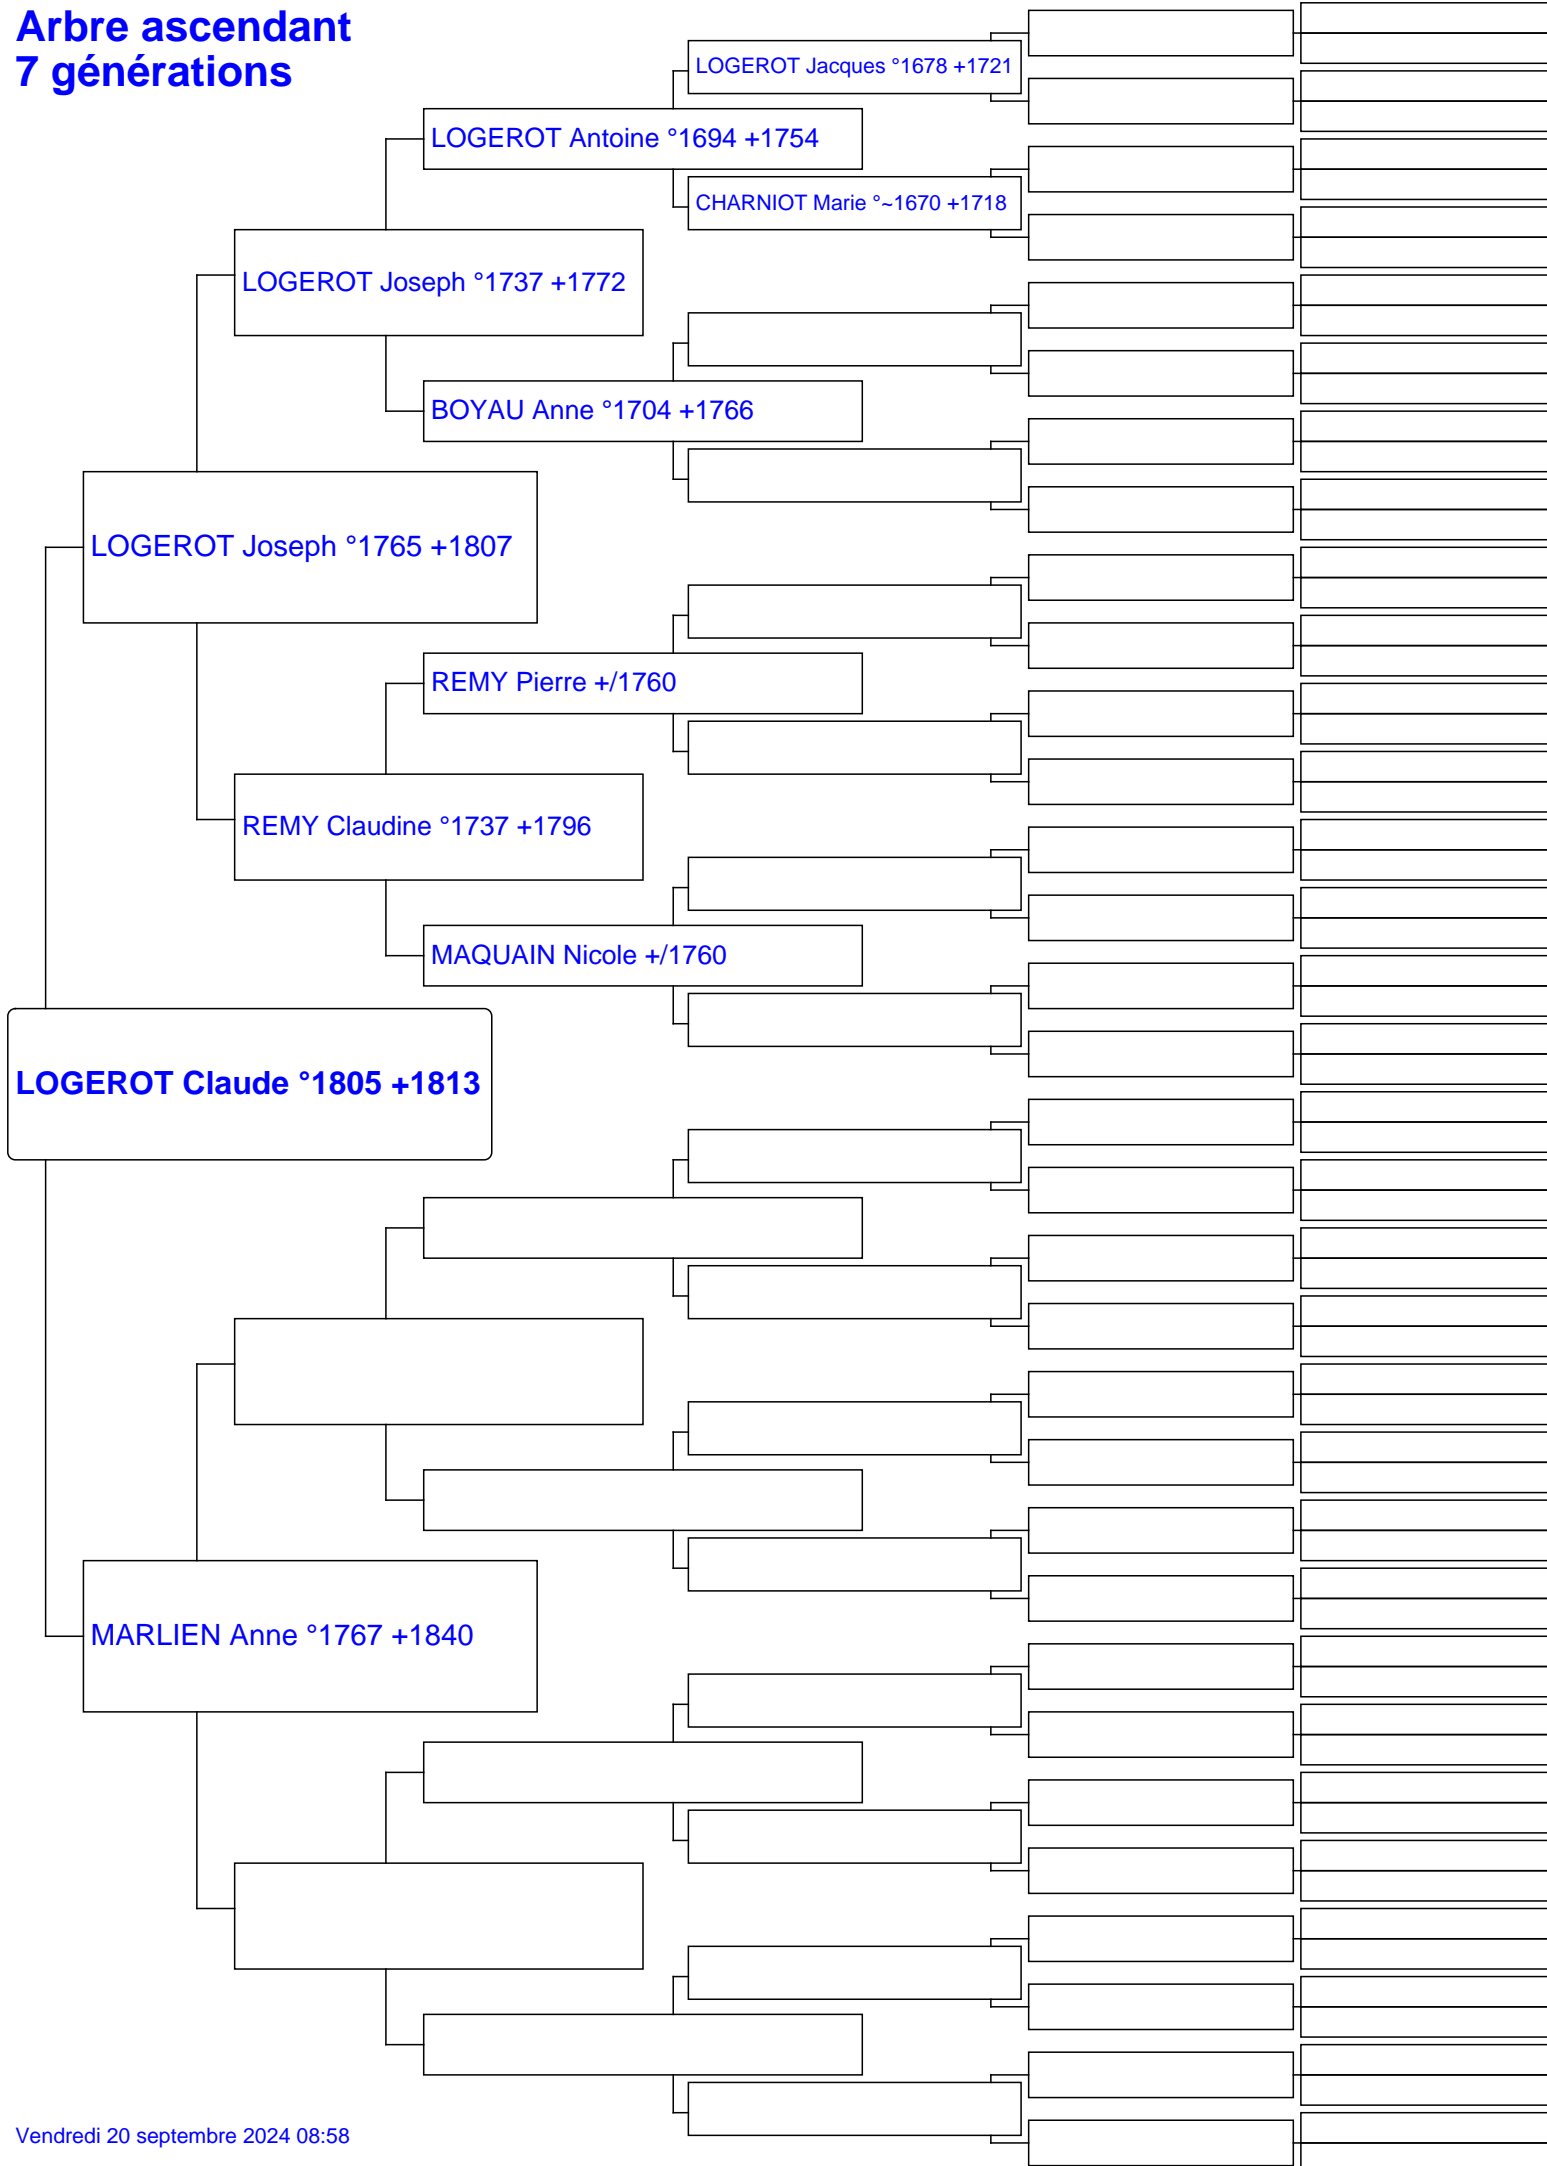 Arbre ascendant
7 générations
LOGEROT Jacques °1678 +1721
LOGEROT Antoine °1694 +1754
CHARNIOT Marie °~1670 +1718
LOGEROT Joseph °1737 +1772
BOYAU Anne °1704 +1766
LOGEROT Joseph °1765 +1807
REMY Pierre +/1760
REMY Claudine °1737 +1796
MAQUAIN Nicole +/1760
LOGEROT Claude °1805 +1813
MARLIEN Anne °1767 +1840
Vendredi 20 septembre 2024 08:58